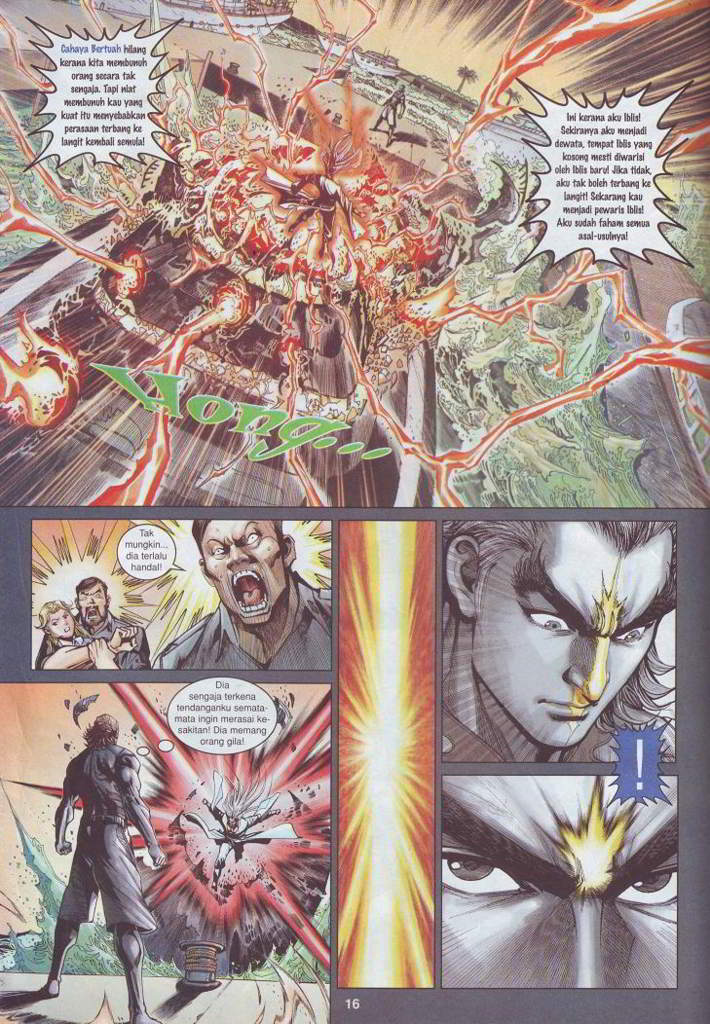 Cahaya Bertuah hilang
kerana kita membunuh
orang secara tak
sengaja. Tapi niat
membunuh kau yang
kuat itu menyebabkan
perasaan terbang ke
langit kembali semula!
Ini kerana aku Iblis!
Sekiranya aku menjadi
dewata, tempat Iblis yang
kosong mesti diwarisi
oleh Iblis baru! Jika tidak,
aku tak boleh terbang ke
langit! Sekarang kau
menjadi pewaris Iblis!
Aku sudah faham semua
asal-usulnya!
Hong...
Tak
mungkin...
dia terlalu
handal!
Dia
sengaja terkena
tendanganku semata-
mata ingin merasai ke-
sakitan! Dia memang
orang gila!
!
16